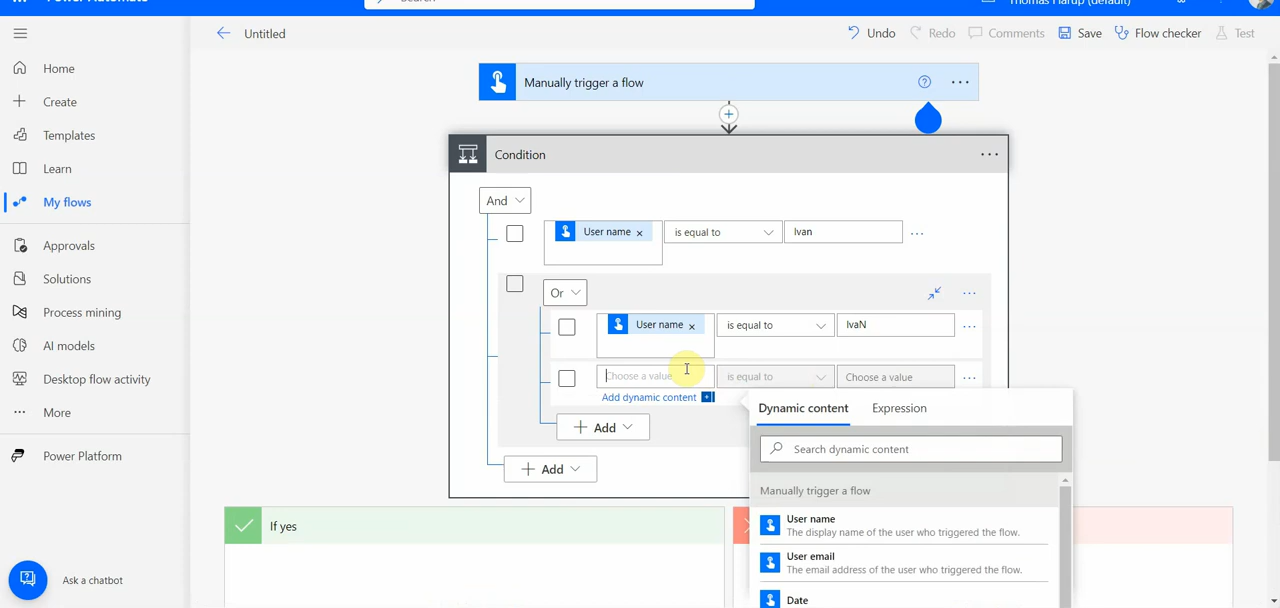 Power Automate
Search
Thomas Harup (default)
Untitled
Undo
Redo
Comments
Save
Flow checker
Test
Home
Create
Templates
Learn
My flows
Approvals
Solutions
Process mining
AI models
Desktop flow activity
More
Power Platform
Ask a chatbot
Manually trigger a flow
Condition
And
User name × is equal to Ivan
Or
User name × is equal to IvaN
Choose a value is equal to Choose a value
Add dynamic content
Add
Add
Dynamic content Expression
Search dynamic content
Manually trigger a flow
User name
The display name of the user who triggered the flow.
User email
The email address of the user who triggered the flow.
Date
If yes